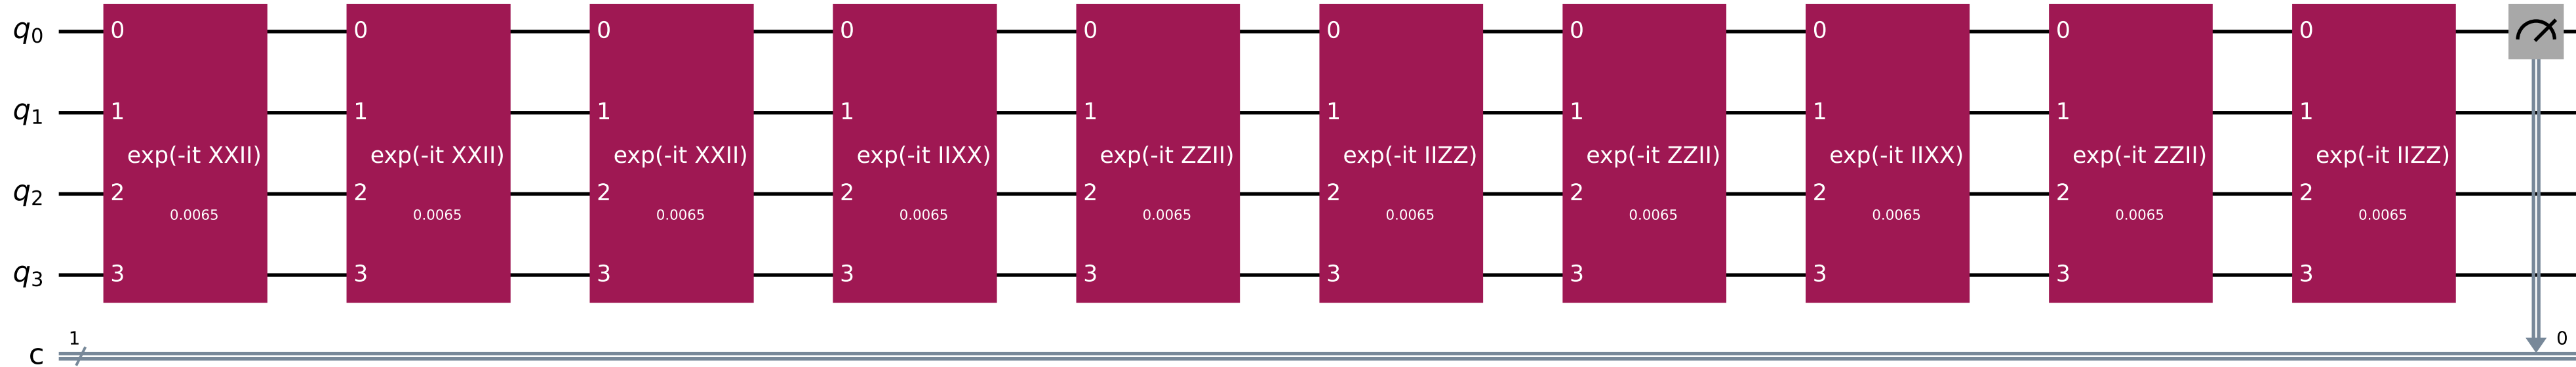 q0 0 0 0 0 0 0 0 0 0 0
q1 1 1 1 1 1 1 1 1 1 1
exp(-it XXII) exp(-it XXII) exp(-it XXII) exp(-it IIXX) exp(-it ZZII) exp(-it IIZZ) exp(-it ZZII) exp(-it IIXX) exp(-it ZZII) exp(-it IIZZ)
q2 2 2 2 2 2 2 2 2 2 2
0.0065 0.0065 0.0065 0.0065 0.0065 0.0065 0.0065 0.0065 0.0065 0.0065
q3 3 3 3 3 3 3 3 3 3 3
1 0
c